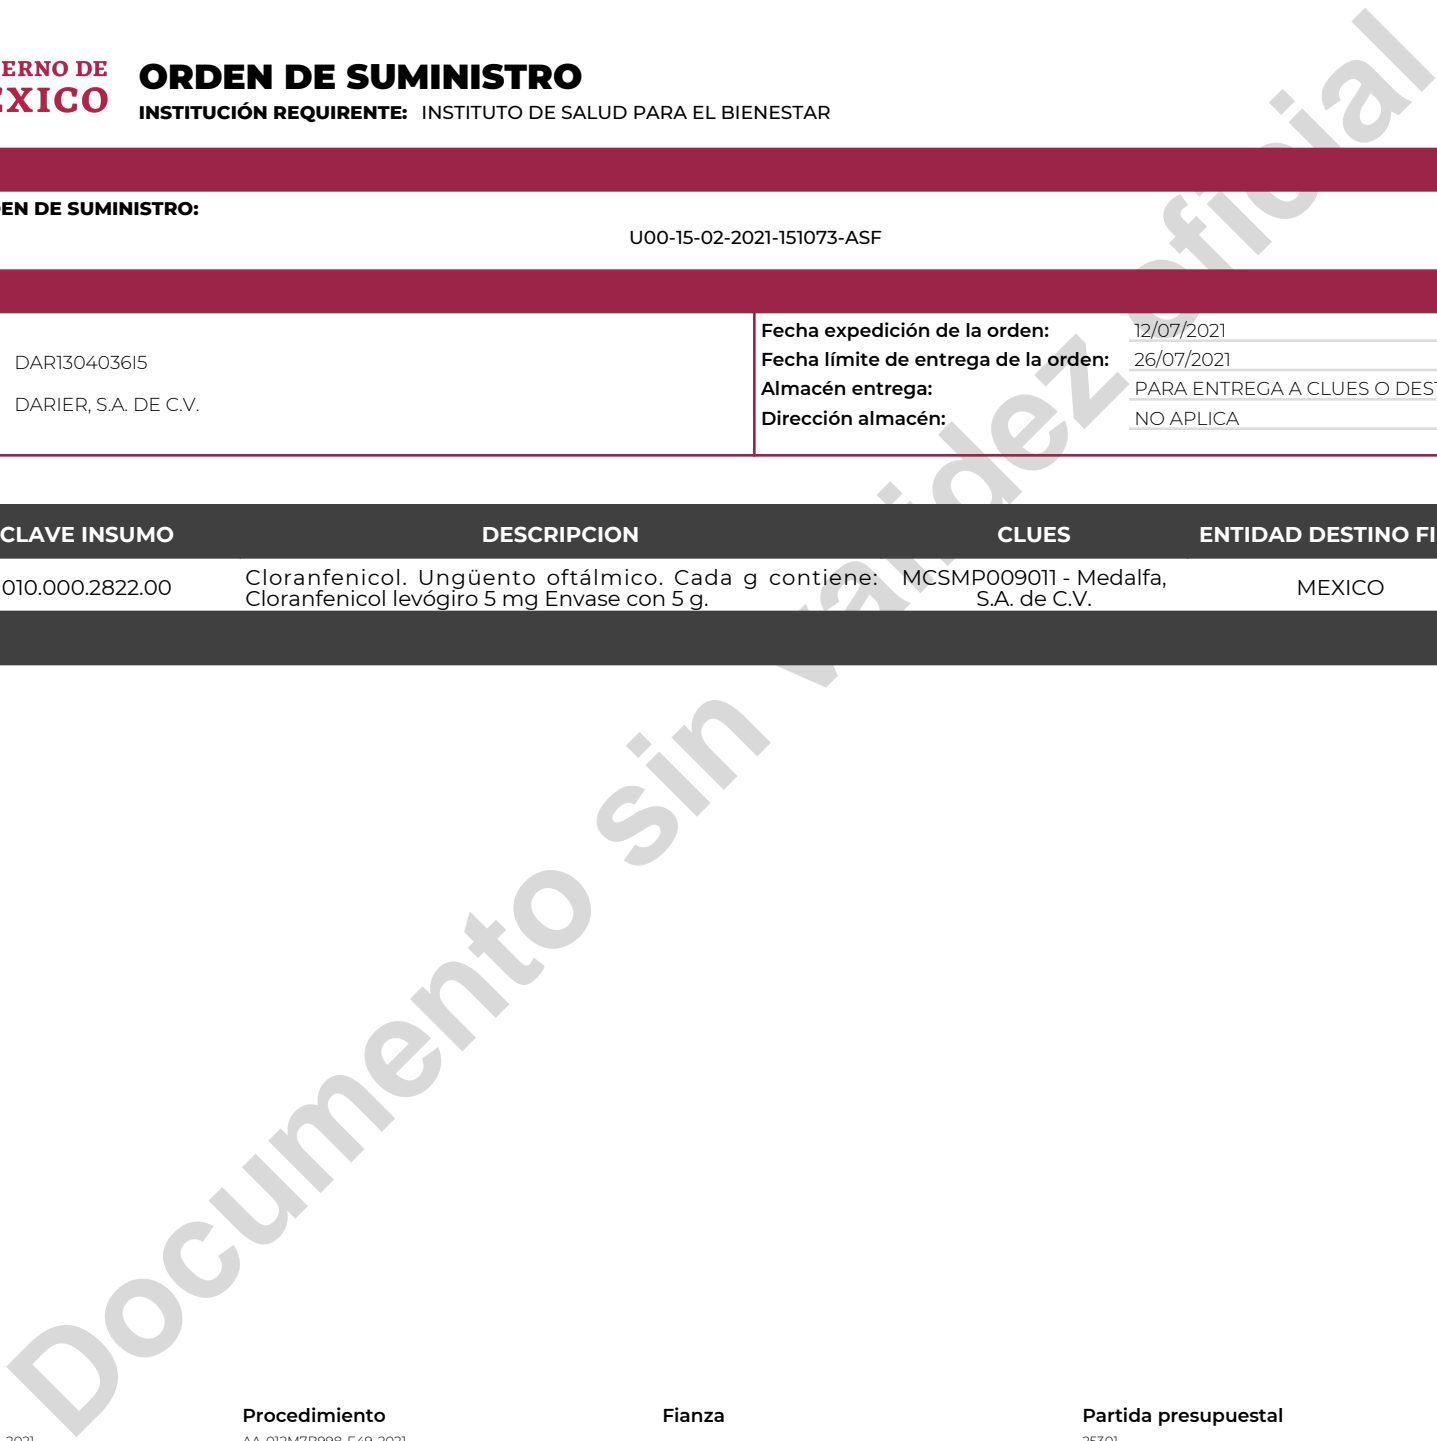 ERNO DE
XICO
ORDEN DE SUMINISTRO
INSTITUCIÓN REQUIRENTE: INSTITUTO DE SALUD PARA EL BIENESTAR
EN DE SUMINISTRO:
U00-15-02-2021-151073-ASF
DAR1304036I5
DARIER, S.A. DE C.V.
Fecha expedición de la orden: 12/07/2021
Fecha límite de entrega de la orden: 26/07/2021
Almacén entrega: PARA ENTREGA A CLUES O DEST
Dirección almacén: NO APLICA
CLAVE INSUMO DESCRIPCION CLUES ENTIDAD DESTINO FI
010.000.2822.00
Cloranfenicol. Ungüento oftálmico. Cada g contiene:
Cloranfenicol levógiro 5 mg Envase con 5 g.
MCSMP009011 - Medalfa,
S.A. de C.V.
MEXICO
Documento sin validez oficial
Procedimiento Fianza Partida presupuestal